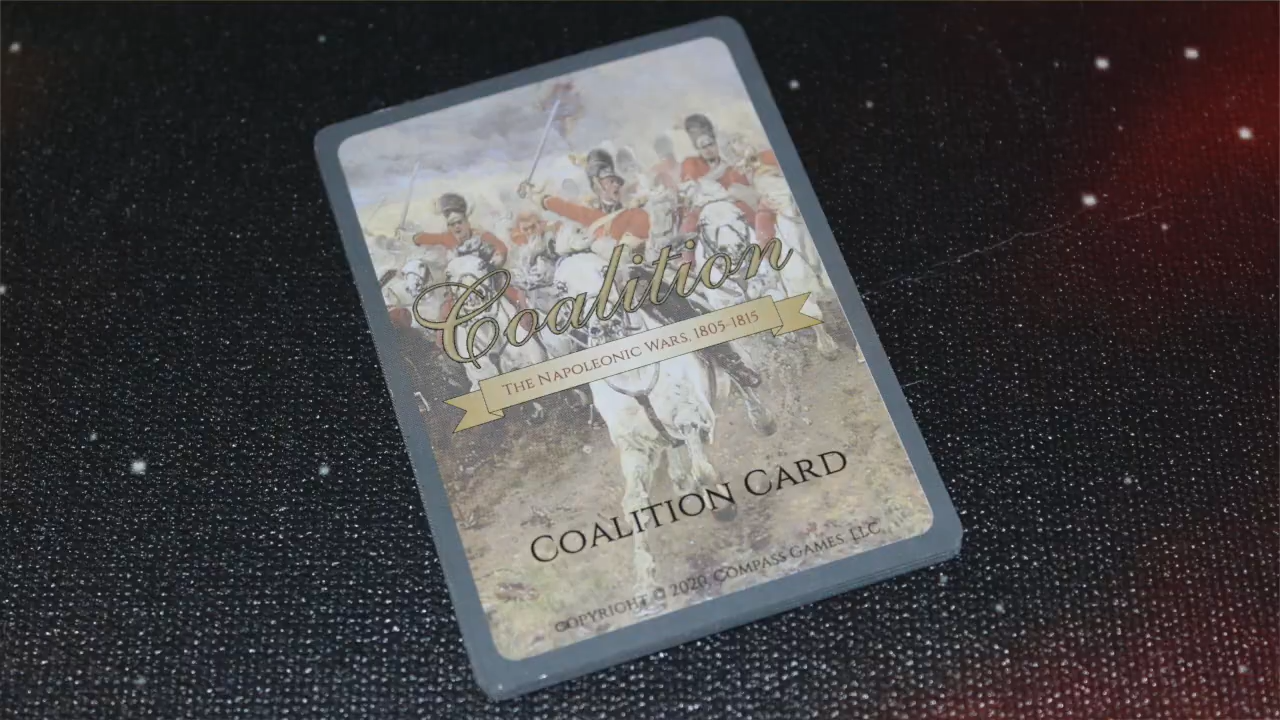 Coalition
The Napoleonic Wars, 1805-1815
Coalition Card
Copyright © 2020 Compass Games, LLC.